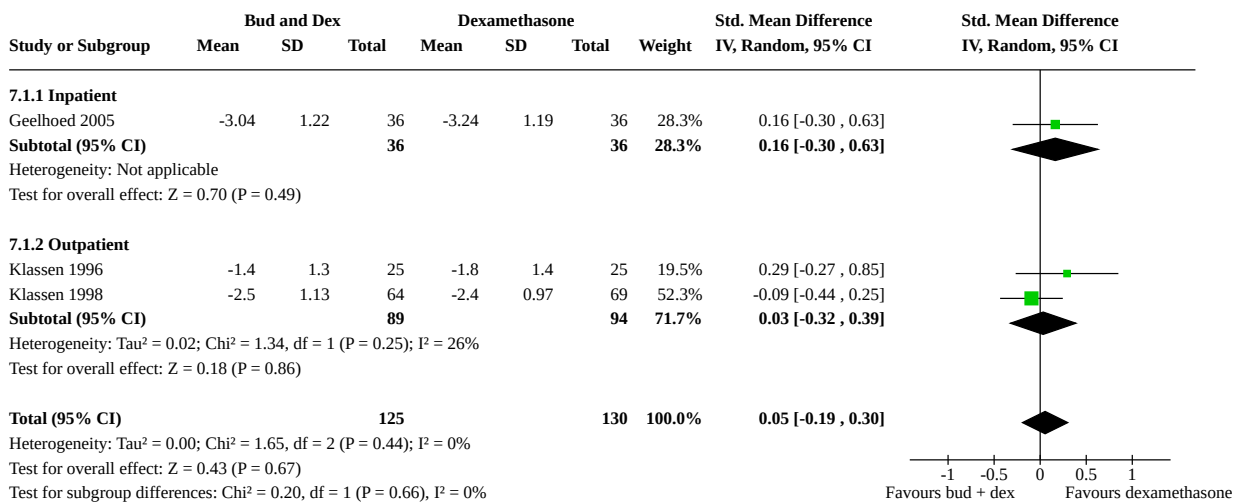 Bud and Dex Dexamethasone Std. Mean Difference Std. Mean Difference
Study or Subgroup Mean SD Total Mean SD Total Weight IV, Random, 95% CI IV, Random, 95% CI
7.1.1 Inpatient
Geelhoed 2005 -3.04 1.22 36 -3.24 1.19 36 28.3% 0.16 [-0.30 , 0.63]
Subtotal (95% CI) 36 36 28.3% 0.16 [-0.30 , 0.63]
Heterogeneity: Not applicable
Test for overall effect: Z = 0.70 (P = 0.49)
7.1.2 Outpatient
Klassen 1996 -1.4 1.3 25 -1.8 1.4 25 19.5% 0.29 [-0.27 , 0.85]
Klassen 1998 -2.5 1.13 64 -2.4 0.97 69 52.3% -0.09 [-0.44 , 0.25]
Subtotal (95% CI) 89 94 71.7% 0.03 [-0.32 , 0.39]
Heterogeneity: Tau² = 0.02; Chi² = 1.34, df = 1 (P = 0.25); I² = 26%
Test for overall effect: Z = 0.18 (P = 0.86)
Total (95% CI) 125 130 100.0% 0.05 [-0.19 , 0.30]
Heterogeneity: Tau² = 0.00; Chi² = 1.65, df = 2 (P = 0.44); I² = 0%
Test for overall effect: Z = 0.43 (P = 0.67)
-1 -0.5 0 0.5 1
Test for subgroup differences: Chi² = 0.20, df = 1 (P = 0.66), I² = 0%
Favours bud + dex Favours dexamethasone